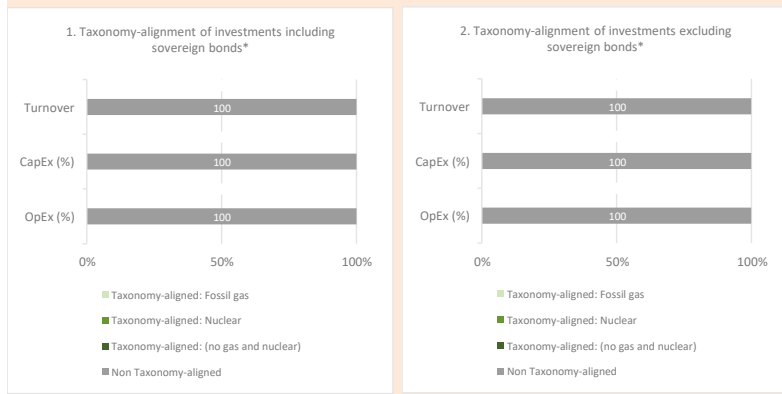 1. Taxonomy-alignment of investments including
sovereign bonds*
Turnover
100
CapEx (%)
100
OpEx (%)
100
0%
50%
100%
Taxonomy-aligned: Fossil gas
Taxonomy-aligned: Nuclear
Taxonomy-aligned: (no gas and nuclear)
Non Taxonomy-aligned
2. Taxonomy-alignment of investments excluding
sovereign bonds*
Turnover
100
CapEx (%)
100
OpEx (%)
100
0%
50%
100%
Taxonomy-aligned: Fossil gas
Taxonomy-aligned: Nuclear
Taxonomy-aligned: (no gas and nuclear)
Non Taxonomy-aligned